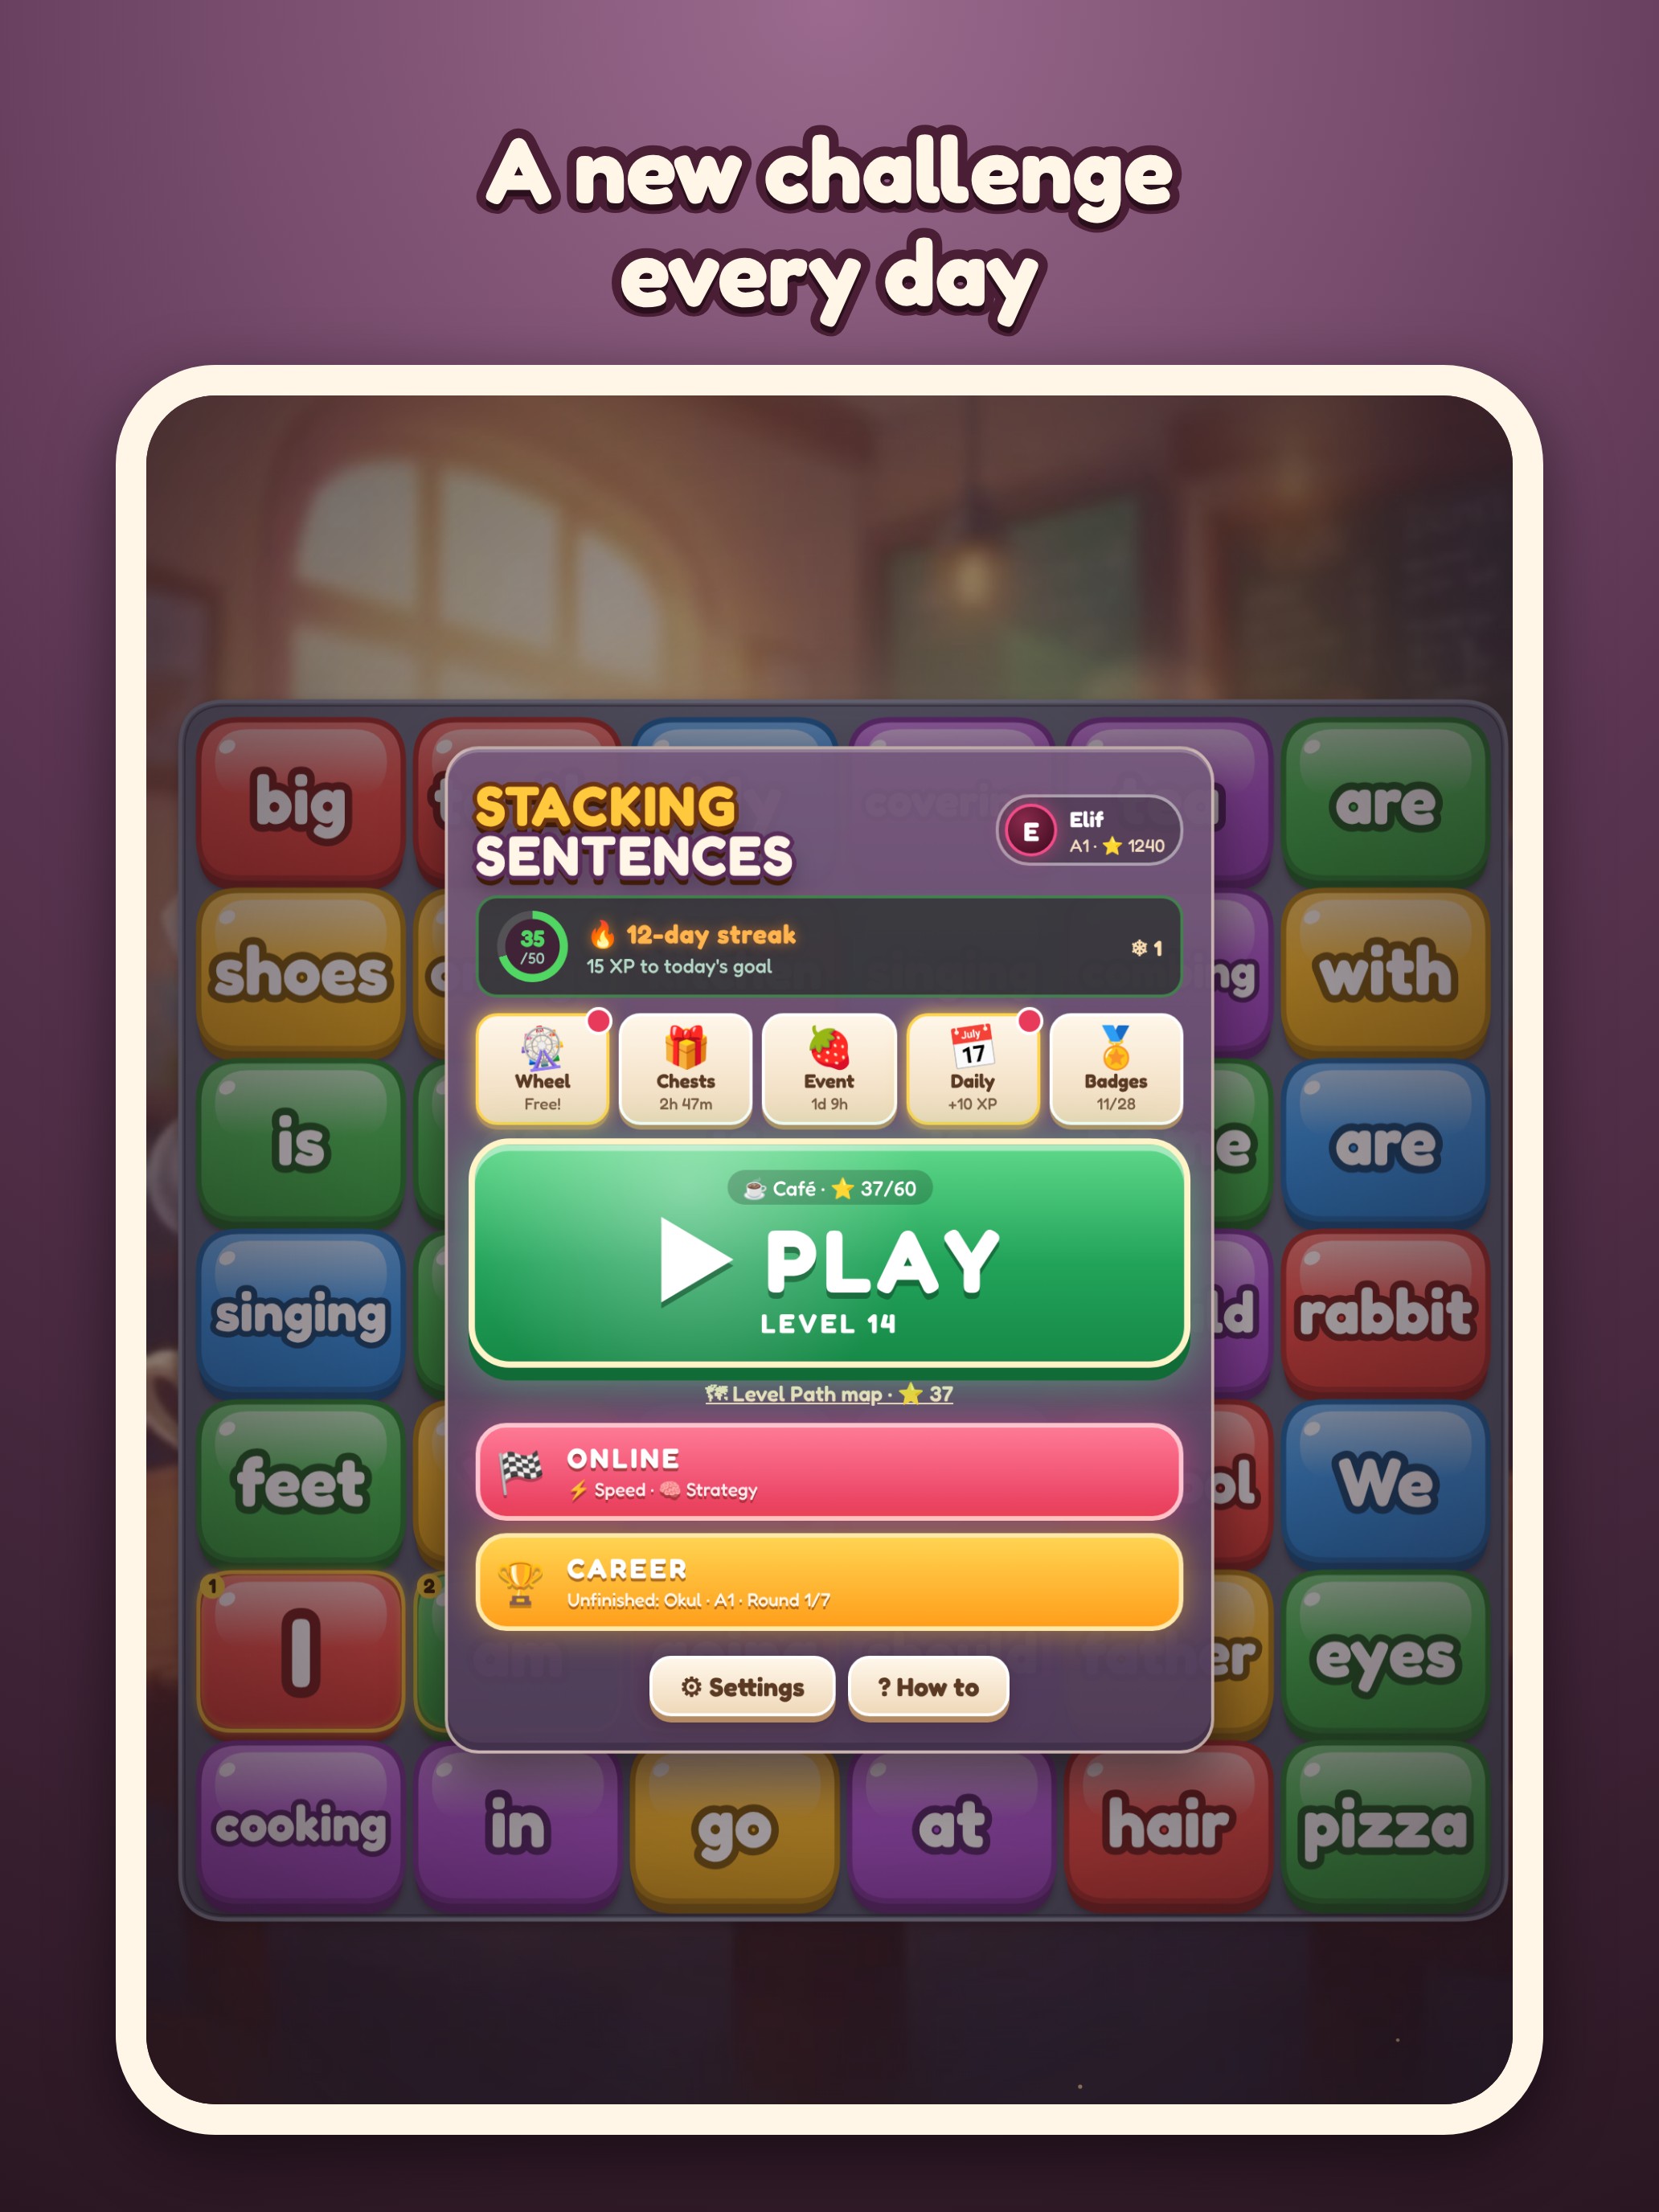 A new challenge
every day
big
are
STACKING
SENTENCES
E
Elif
A1 · ⭐ 1240
shoes
with
35
/50
🔥 12-day streak
15 XP to today's goal
❄ 1
Wheel
Free!
Chests
2h 47m
Event
1d 9h
July
17
Daily
+10 XP
Badges
11/28
is
are
☕ Café · ⭐ 37/60
▶ PLAY
LEVEL 14
singing
rabbit
🗺 Level Path map · ⭐ 37
feet
We
ONLINE
⚡ Speed · 🧠 Strategy
CAREER
Unfinished: Okul · A1 · Round 1/7
1
2
I
am
eyes
⚙ Settings
? How to
cooking
in
go
at
hair
pizza